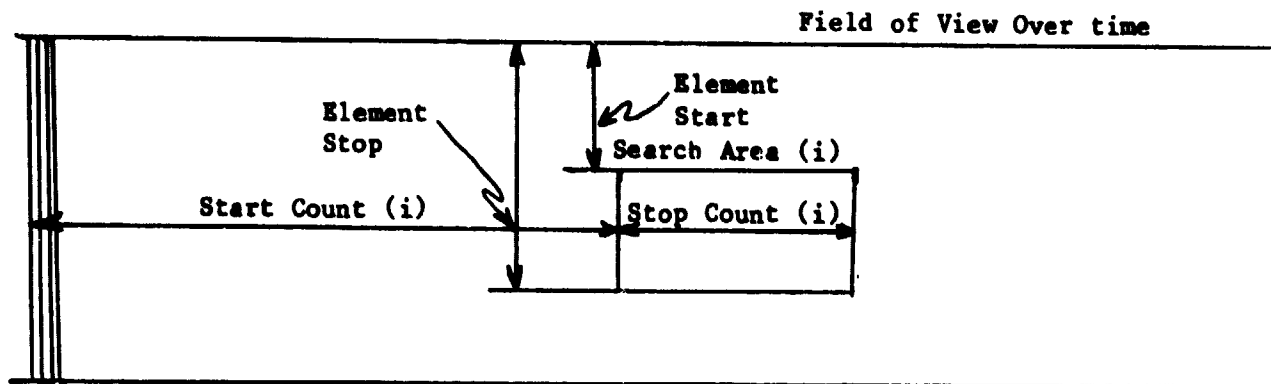 Field of View Over time
Element
Start
Element
Stop
Search Area (i)
Start Count (i)
Stop Count (i)